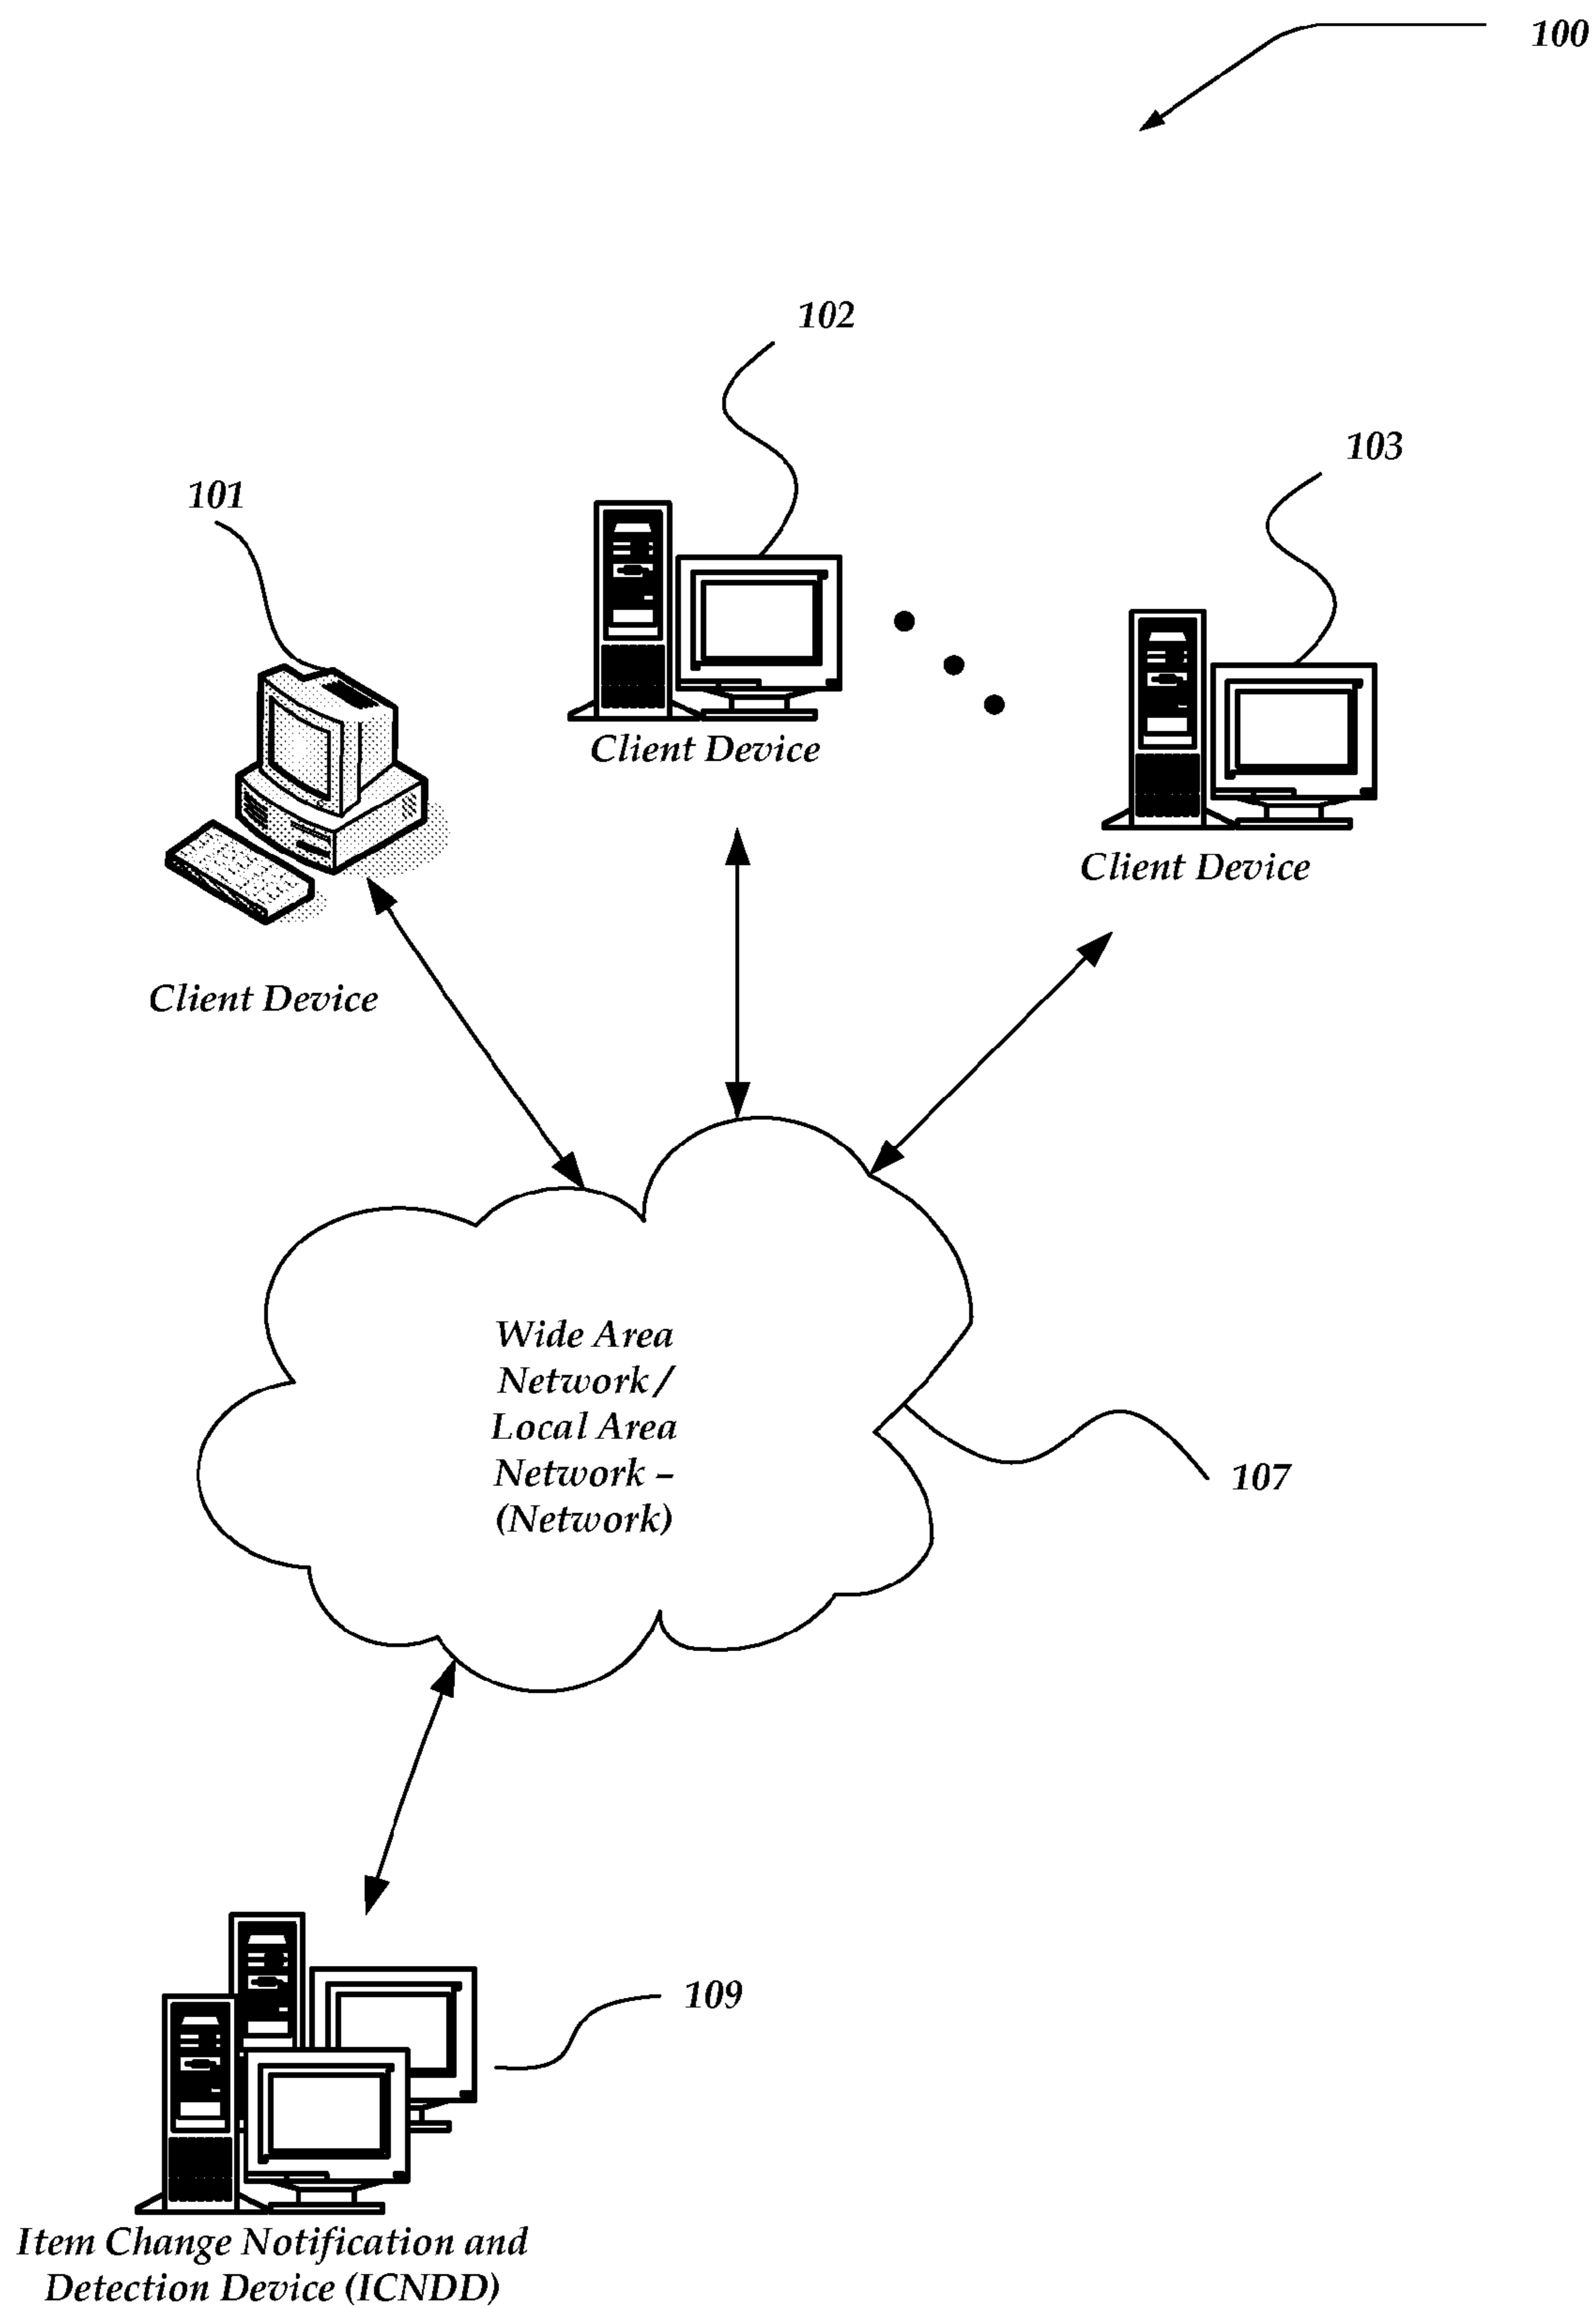 100
102
103
101
Client Device
Client Device
Client Device
Wide Area
Network /
Local Area
Network –
(Network)
107
109
Item Change Notification and
Detection Device (ICNDD)